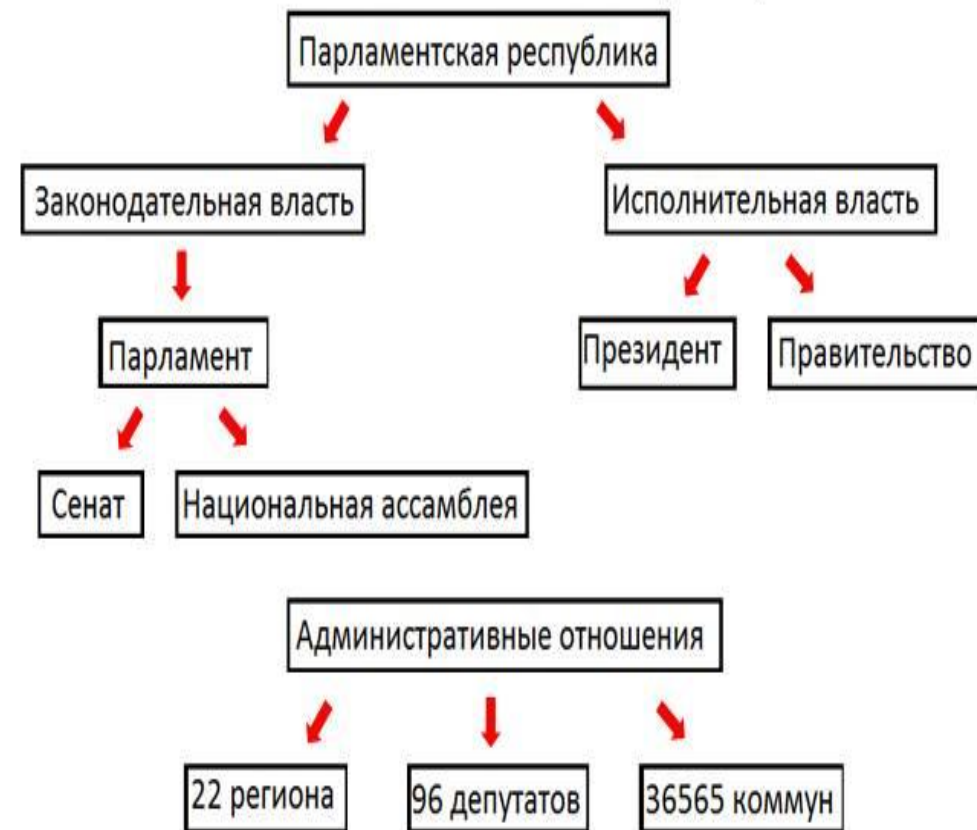 Парламентская республика
Законодательная власть
Исполнительная власть
Парламент
Президент
Правительство
Сенат
Национальная ассамблея
Административные отношения
22 региона
96 депутатов
36565 коммун